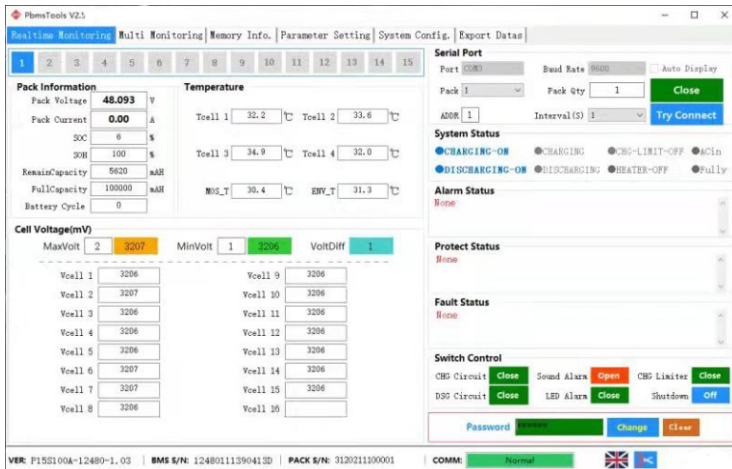 PbmsTools V2.5
Realtime Monitoring Multi Monitoring Memory Info. Parameter Setting System Config. Export Datas
1 2 3 4 5 6 7 8 9 10 11 12 13 14 15
Pack Information
Pack Voltage 48.093 V
Pack Current 0.00 A
SOC 6 %
SOH 100 %
RemainCapacity 5620 mAH
FullCapacity 100000 mAH
Battery Cycle 0
Temperature
Tcell 1 32.2 ℃ Tcell 2 33.6 ℃
Tcell 3 34.9 ℃ Tcell 4 32.0 ℃
MOS_T 30.4 ℃ ENV_T 31.3 ℃
Cell Voltage(mV)
MaxVolt 2 3207 MinVolt 1 3206 VoltDiff 1
Vcell 1 3206 Vcell 9 3206
Vcell 2 3207 Vcell 10 3206
Vcell 3 3206 Vcell 11 3206
Vcell 4 3206 Vcell 12 3206
Vcell 5 3206 Vcell 13 3206
Vcell 6 3207 Vcell 14 3206
Vcell 7 3207 Vcell 15 3206
Vcell 8 3206 Vcell 16
Serial Port
Port COM3 Baud Rate 9600 Auto Display
Pack 1 Pack Qty 1 Close
ADDR 1 Interval(S) 1 Try Connect
System Status
CHARGING-ON CHARGING CHG-LIMIT-OFF ACin
DISCHARGING-ON DISCHARGING HEATER-OFF Fully
Alarm Status
None
Protect Status
None
Fault Status
None
Switch Control
CHG Circuit Close Sound Alarm Open CHG Limiter Close
DSG Circuit Close LED Alarm Close Shutdown Off
Password ****** Change Clear
VER: P15S100A-12480-1.03 BMS S/N: 12480111390413D PACK S/N: 3120211100001 COMM: Normal